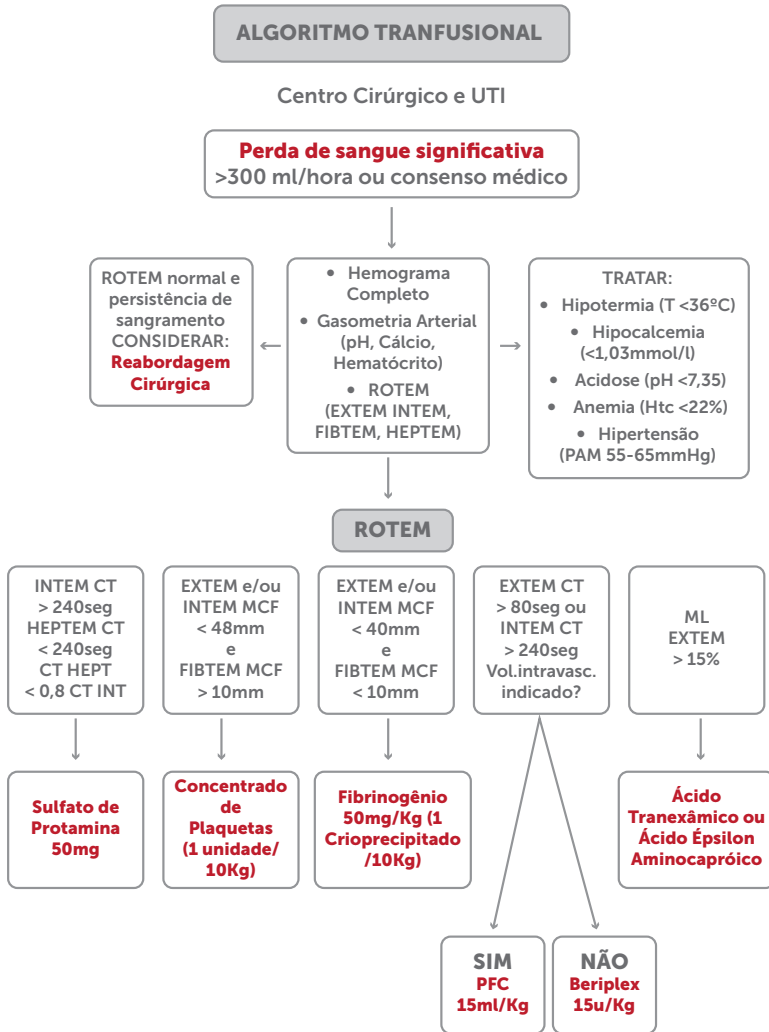 ALGORITMO TRANFUSIONAL
Centro Cirúrgico e UTI
Perda de sangue significativa
>300 ml/hora ou consenso médico
ROTEM normal e
persistência de
sangramento
CONSIDERAR:
Reabordagem
Cirúrgica
• Hemograma
Completo
• Gasometria Arterial
(pH, Cálcio,
Hematócrito)
• ROTEM
(EXTEM INTEM,
FIBTEM, HEPTEM)
TRATAR:
• Hipotermia (T <36ºC)
• Hipocalcemia
(<1,03mmol/l)
• Acidose (pH <7,35)
• Anemia (Htc <22%)
• Hipertensão
(PAM 55-65mmHg)
ROTEM
INTEM CT
> 240seg
HEPTEM CT
< 240seg
CT HEPT
< 0,8 CT INT
EXTEM e/ou
INTEM MCF
< 48mm
e
FIBTEM MCF
> 10mm
EXTEM e/ou
INTEM MCF
< 40mm
e
FIBTEM MCF
< 10mm
EXTEM CT
> 80seg ou
INTEM CT
> 240seg
Vol.intravasc.
indicado?
ML
EXTEM
> 15%
Sulfato de
Protamina
50mg
Concentrado
de
Plaquetas
(1 unidade/
10Kg)
Fibrinogênio
50mg/Kg (1
Crioprecipitado
/10Kg)
Ácido
Tranexâmico ou
Ácido Épsilon
Aminocapróico
SIM
PFC
15ml/Kg
NÃO
Beriplex
15u/Kg